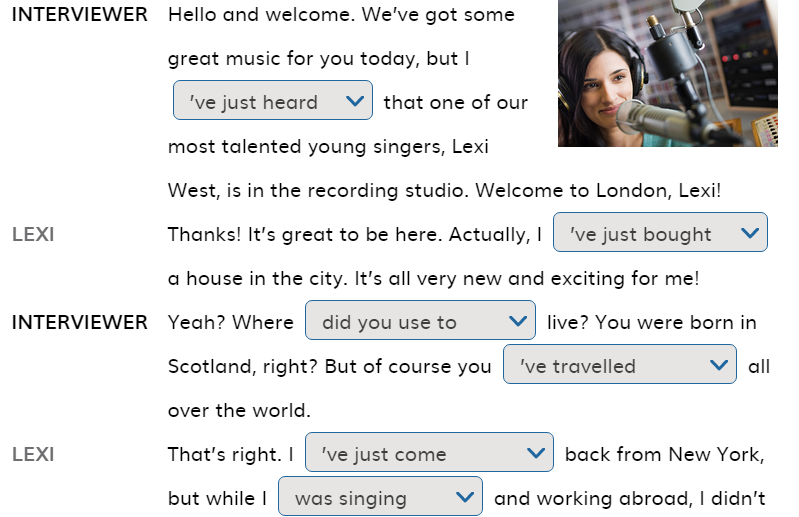 INTERVIEWER Hello and welcome. We've got some
great music for you today, but I
've just heard that one of our
most talented young singers, Lexi
West, is in the recording studio. Welcome to London, Lexi!
LEXI Thanks! It's great to be here. Actually, I 've just bought
a house in the city. It's all very new and exciting for me!
INTERVIEWER Yeah? Where did you use to live? You were born in
Scotland, right? But of course you 've travelled all
over the world.
LEXI That's right. I 've just come back from New York,
but while I was singing and working abroad, I didn't